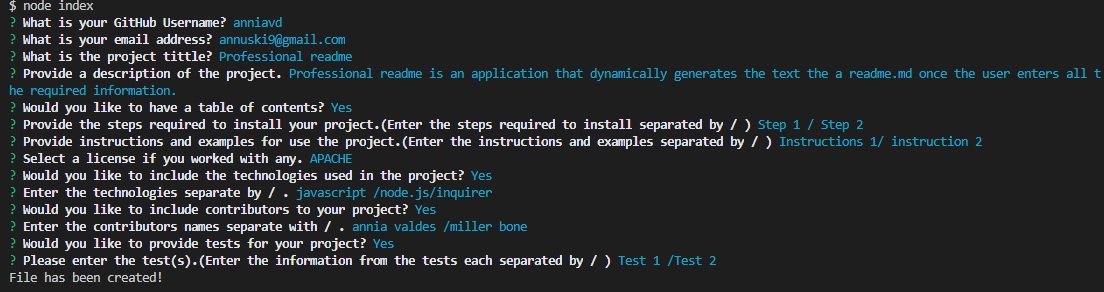 $ node index
? What is your GitHub Username? anniavd
? What is your email address? annuski9@gmail.com
? What is the project tittle? Professional readme
? Provide a description of the project. Professional readme is an application that dynamically generates the text the a readme.md once the user enters all t
he required information.
? Would you like to have a table of contents? Yes
? Provide the steps required to install your project.(Enter the steps required to install separated by / ) Step 1 / Step 2
? Provide instructions and examples for use the project.(Enter the instructions and examples separated by / ) Instructions 1/ instruction 2
? Select a license if you worked with any. APACHE
? Would you like to include the technologies used in the project? Yes
? Enter the technologies separate by / . javascript /node.js/inquirer
? Would you like to include contributors to your project? Yes
? Enter the contributors names separate with / . annia valdes /miller bone
? Would you like to provide tests for your project? Yes
? Please enter the test(s).(Enter the information from the tests each separated by / ) Test 1 /Test 2
File has been created!